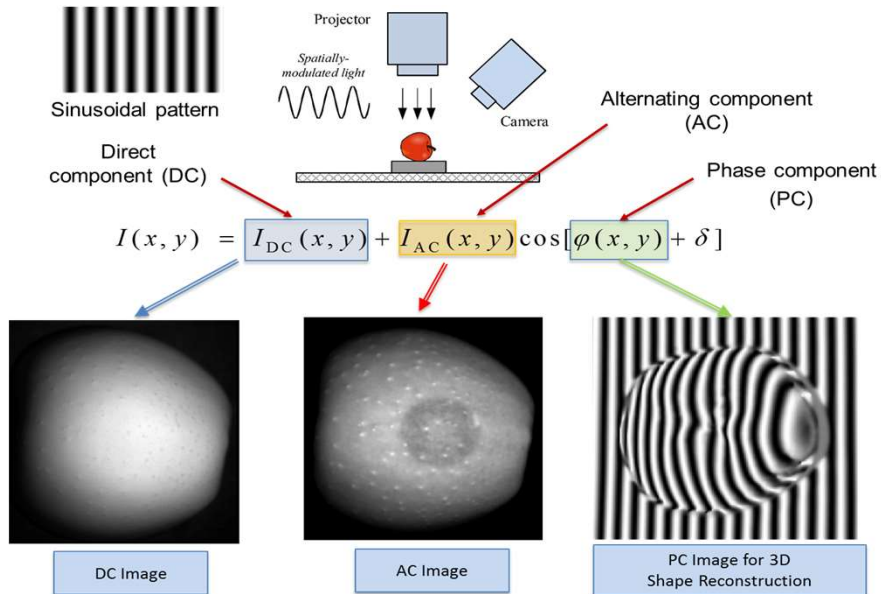 Projector
Spatially-
modulated light
Camera
Sinusoidal pattern
Alternating component
(AC)
Direct
component (DC)
Phase component
(PC)
I(x, y) = I_DC(x, y) + I_AC(x, y) cos[φ(x, y) + δ]
DC Image
AC Image
PC Image for 3D
Shape Reconstruction